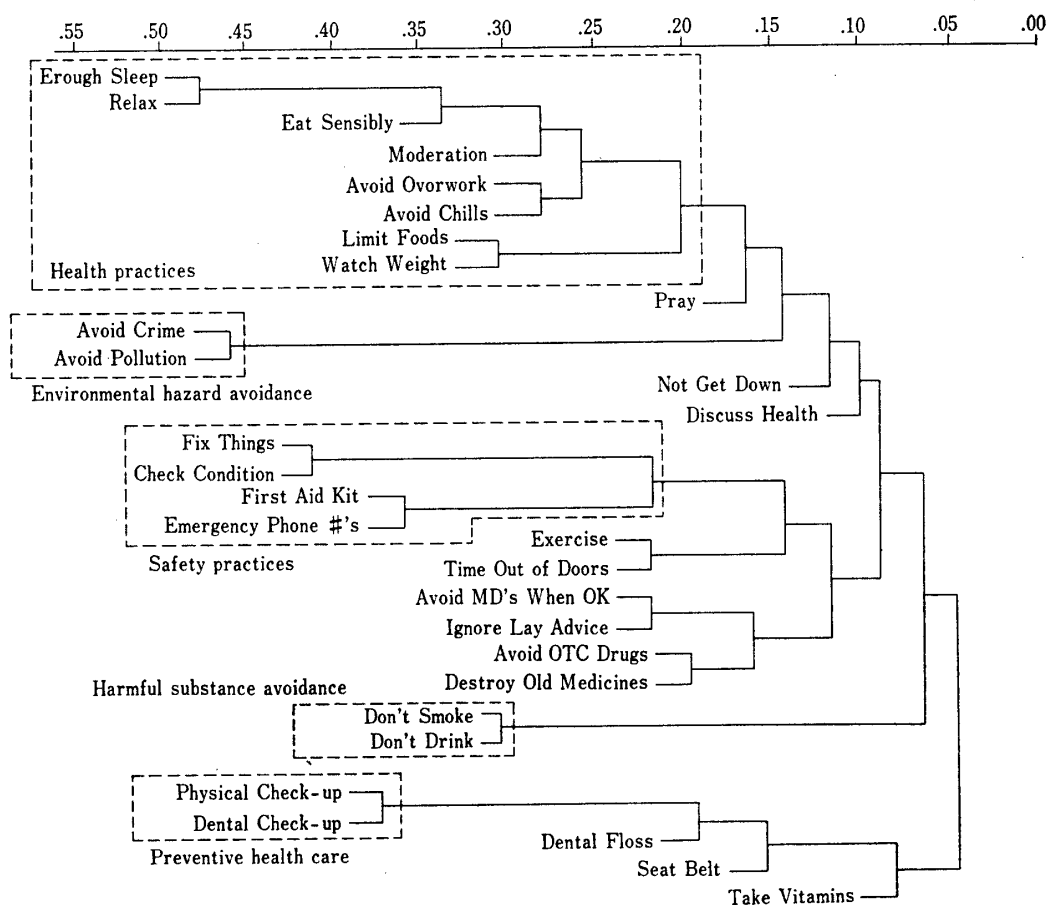 .55 .50 .45 .40 .35 .30 .25 .20 .15 .10 .05 .00
Erough Sleep
Relax
Eat Sensibly
Moderation
Avoid Ovorwork
Avoid Chills
Limit Foods
Watch Weight
Health practices
Pray
Avoid Crime
Avoid Pollution
Environmental hazard avoidance
Not Get Down
Discuss Health
Fix Things
Check Condition
First Aid Kit
Emergency Phone #'s
Safety practices
Exercise
Time Out of Doors
Avoid MD's When OK
Ignore Lay Advice
Avoid OTC Drugs
Destroy Old Medicines
Harmful substance avoidance
Don't Smoke
Don't Drink
Physical Check-up
Dental Check-up
Preventive health care
Dental Floss
Seat Belt
Take Vitamins